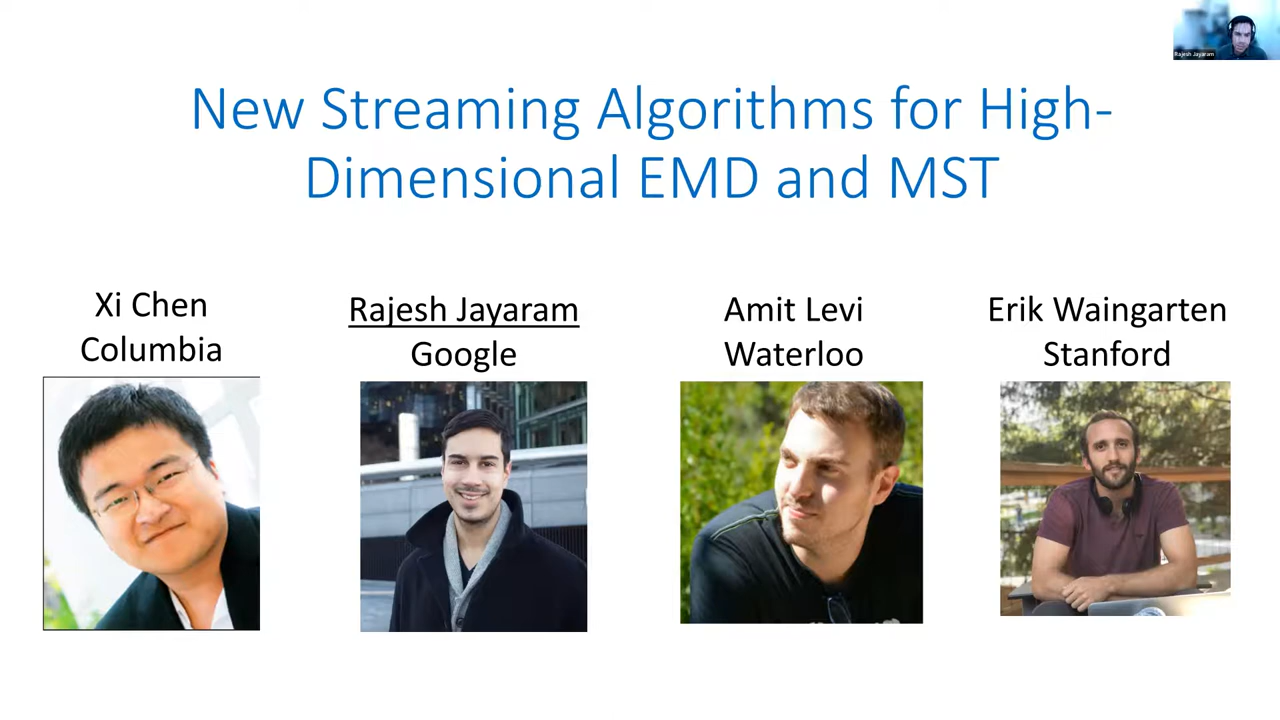 Rajesh Jayaram
New Streaming Algorithms for High-
Dimensional EMD and MST
Xi Chen
Columbia
Rajesh Jayaram
Google
Amit Levi
Waterloo
Erik Waingarten
Stanford